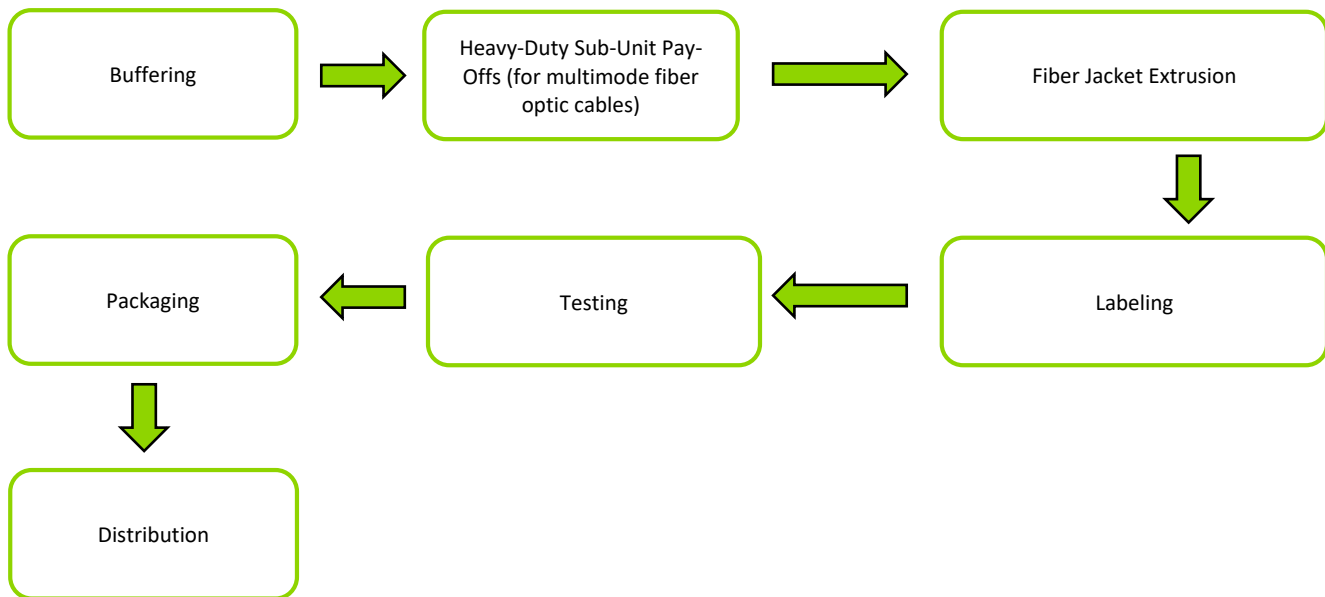 Buffering
Heavy-Duty Sub-Unit Pay-
Offs (for multimode fiber
optic cables)
Fiber Jacket Extrusion
Labeling
Testing
Packaging
Distribution